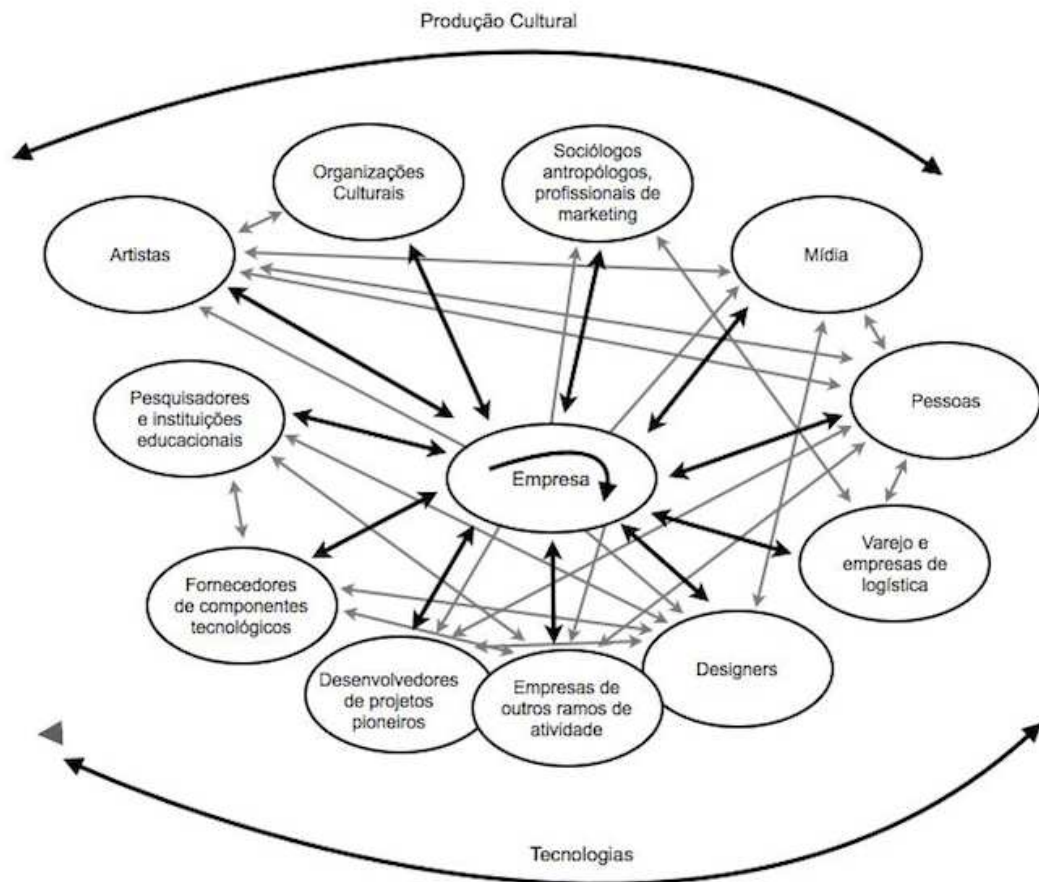 Produção Cultural
Organizações
Culturais
Sociólogos
antropólogos,
profissionais de
marketing
Artistas
Mídia
Pesquisadores
e instituições
educacionais
Pessoas
Empresa
Fornecedores
de componentes
tecnológicos
Varejo e
empresas de
logística
Desenvolvedores
de projetos
pioneiros
Empresas de
outros ramos de
atividade
Designers
Tecnologias